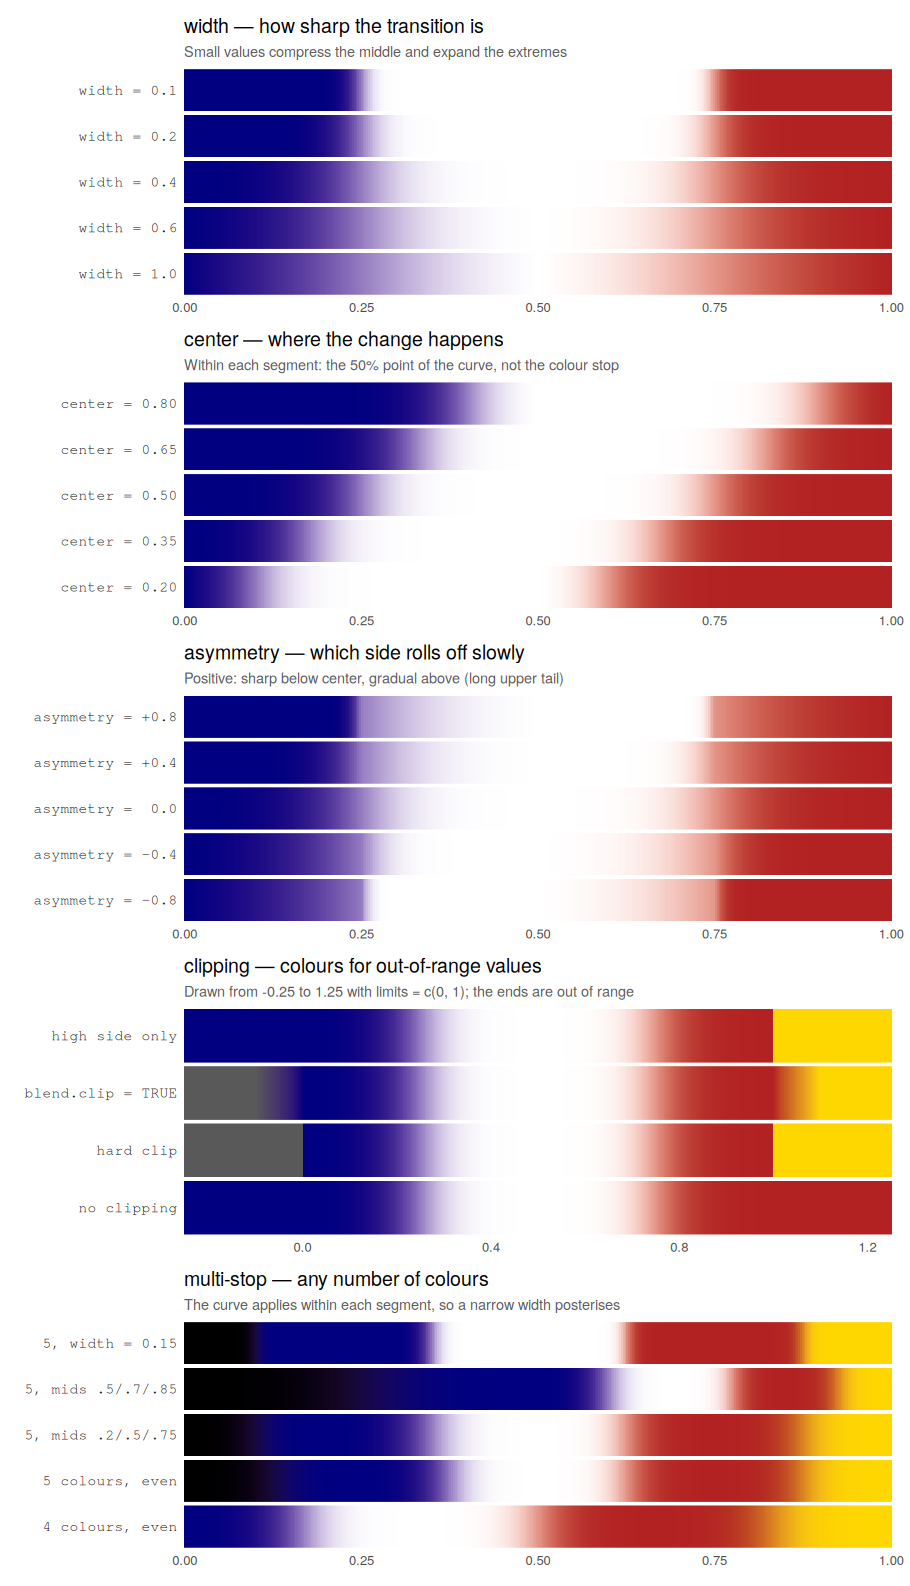 width — how sharp the transition is
Small values compress the middle and expand the extremes
width = 0.1
width = 0.2
width = 0.4
width = 0.6
width = 1.0
0.00 0.25 0.50 0.75 1.00
center — where the change happens
Within each segment: the 50% point of the curve, not the colour stop
center = 0.80
center = 0.65
center = 0.50
center = 0.35
center = 0.20
0.00 0.25 0.50 0.75 1.00
asymmetry — which side rolls off slowly
Positive: sharp below center, gradual above (long upper tail)
asymmetry = +0.8
asymmetry = +0.4
asymmetry =  0.0
asymmetry = −0.4
asymmetry = −0.8
0.00 0.25 0.50 0.75 1.00
clipping — colours for out-of-range values
Drawn from -0.25 to 1.25 with limits = c(0, 1); the ends are out of range
high side only
blend.clip = TRUE
hard clip
no clipping
0.0 0.4 0.8 1.2
multi-stop — any number of colours
The curve applies within each segment, so a narrow width posterises
5, width = 0.15
5, mids .5/.7/.85
5, mids .2/.5/.75
5 colours, even
4 colours, even
0.00 0.25 0.50 0.75 1.00